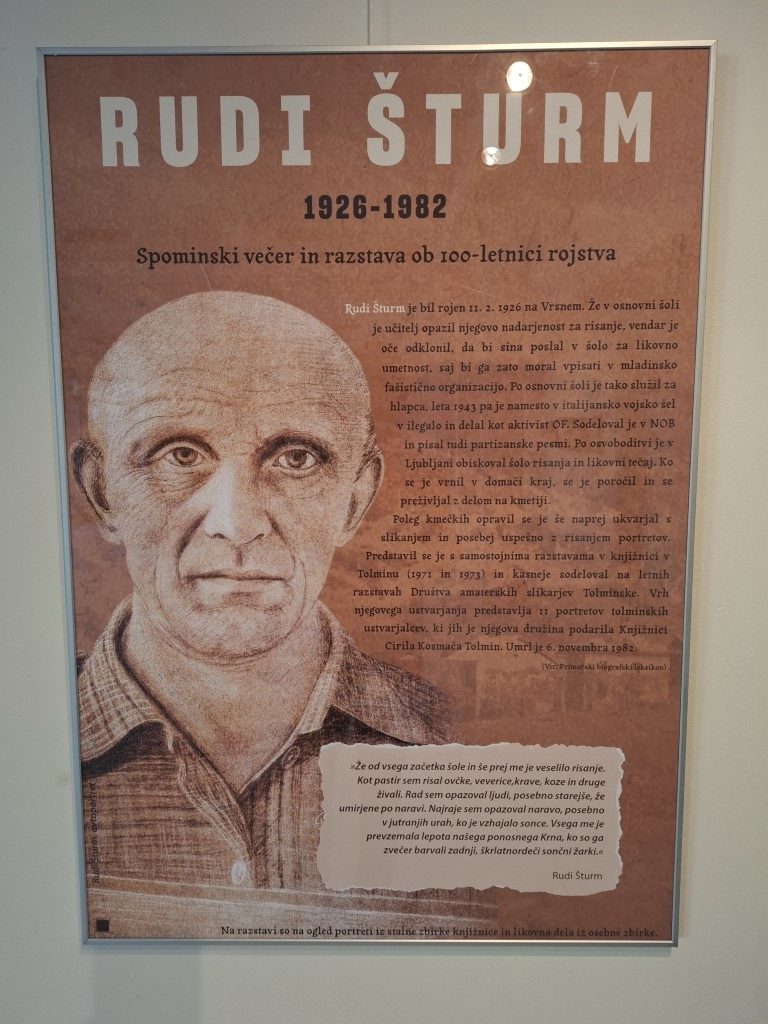 RUDI ŠTURM
1926-1982
Spominski večer in razstava ob 100-letnici rojstva
Rudi Šturm je bil rojen 11. 2. 1926 na Vrsnem. Že v osnovni šoli
je učitelj opazil njegovo nadarjenost za risanje, vendar je
oče odklonil, da bi sina poslal v šolo za likovno
umetnost, saj bi ga zato moral vpisati v mladinsko
fašistično organizacijo. Po osnovni šoli je tako služil za
hlapca, leta 1943 pa je namesto v italijansko vojsko šel
v ilegalo in delal kot aktivist OF. Sodeloval je v NOB
in pisal tudi partizanske pesmi. Po osvoboditvi je v
Ljubljani obiskoval šolo risanja in likovni tečaj. Ko
se je vrnil v domači kraj, se je poročil in se
preživljal z delom na kmetiji.
Poleg kmečkih opravil se je še naprej ukvarjal s
slikanjem in posebej uspešno z risanjem portretov.
Predstavil se je s samostojnima razstavama v knjižnici v
Tolminu (1971 in 1973) in kasneje sodeloval na letnih
razstavah Društva amaterskih slikarjev Tolminske. Vrh
njegovega ustvarjanja predstavlja 11 portretov tolminskih
ustvarjalcev, ki jih je njegova družina podarila Knjižnici
Cirila Kosmača Tolmin. Umrl je 6. novembra 1982.
(Vir: Primorski biografski leksikon)
»Že od vsega začetka šole in še prej me je veselilo risanje.
Kot pastir sem risal ovčke, veverice,krave, koze in druge
živali. Rad sem opazoval ljudi, posebno starejše, že
umirjene po naravi. Najraje sem opazoval naravo, posebno
v jutranjih urah, ko je vzhajalo sonce. Vsega me je
prevzemala lepota našega ponosnega Krna, ko so ga
zvečer barvali zadnji, škrlatnordeči sončni žarki.«
Rudi Šturm
Rudi Šturm, avtoportret
Na razstavi so na ogled portreti iz stalne zbirke knjižnice in likovna dela iz osebne zbirke.